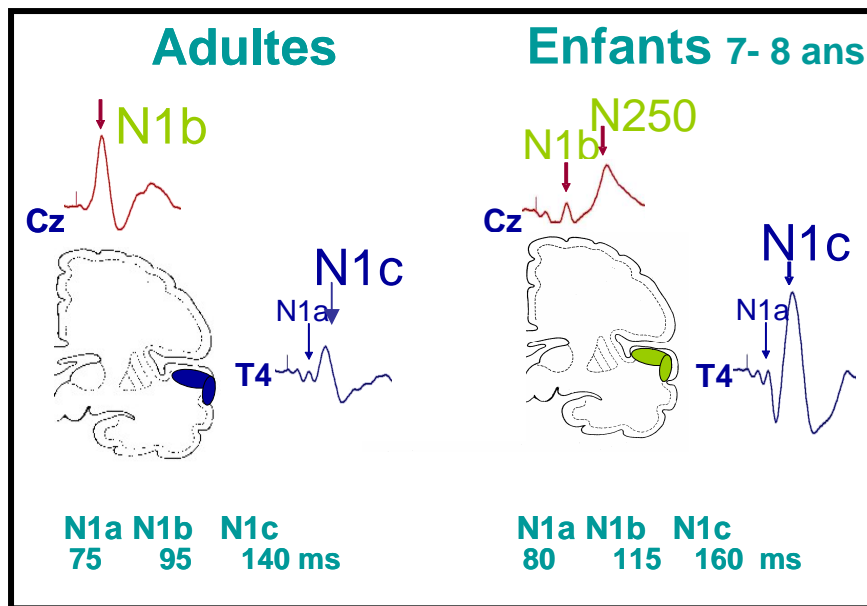 Adultes
N1b
Cz
N1c
N1a
T4
N1a N1b N1c
75 95 140 ms
Enfants 7- 8 ans
N250
N1b
Cz
N1c
N1a
T4
N1a N1b N1c
80 115 160 ms